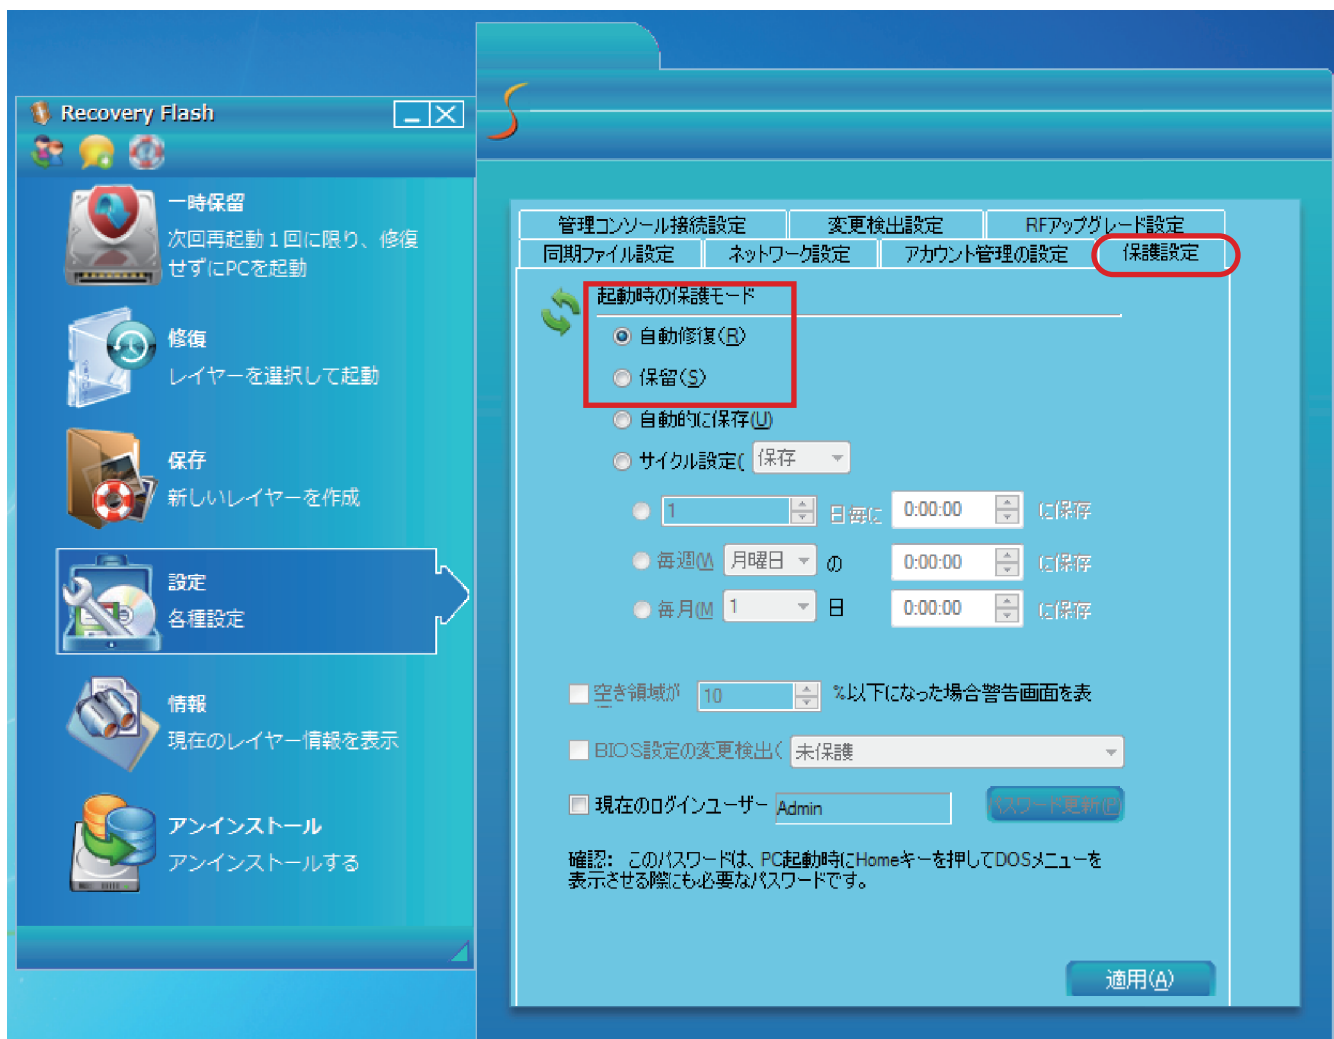 Recovery Flash
一時保留
次回再起動1回に限り、修復
せずにPCを起動
修復
レイヤーを選択して起動
保存
新しいレイヤーを作成
設定
各種設定
情報
現在のレイヤー情報を表示
アンインストール
アンインストールする
管理コンソール接続設定 変更検出設定 RFアップグレード設定
同期ファイル設定 ネットワーク設定 アカウント管理の設定 保護設定
起動時の保護モード
自動修復(R)
保留(S)
自動的に保存(U)
サイクル設定( 保存
1 日毎に 0:00:00 に保存
毎週(W 月曜日 の 0:00:00 に保存
毎月(M 1 日 0:00:00 に保存
空き領域が 10 %以下になった場合警告画面を表
BIOS設定の変更検出( 未保護
現在のログインユーザー Admin パスワード更新(P)
確認: このパスワードは、PC起動時にHomeキーを押してDOSメニューを
表示させる際にも必要なパスワードです。
適用(A)